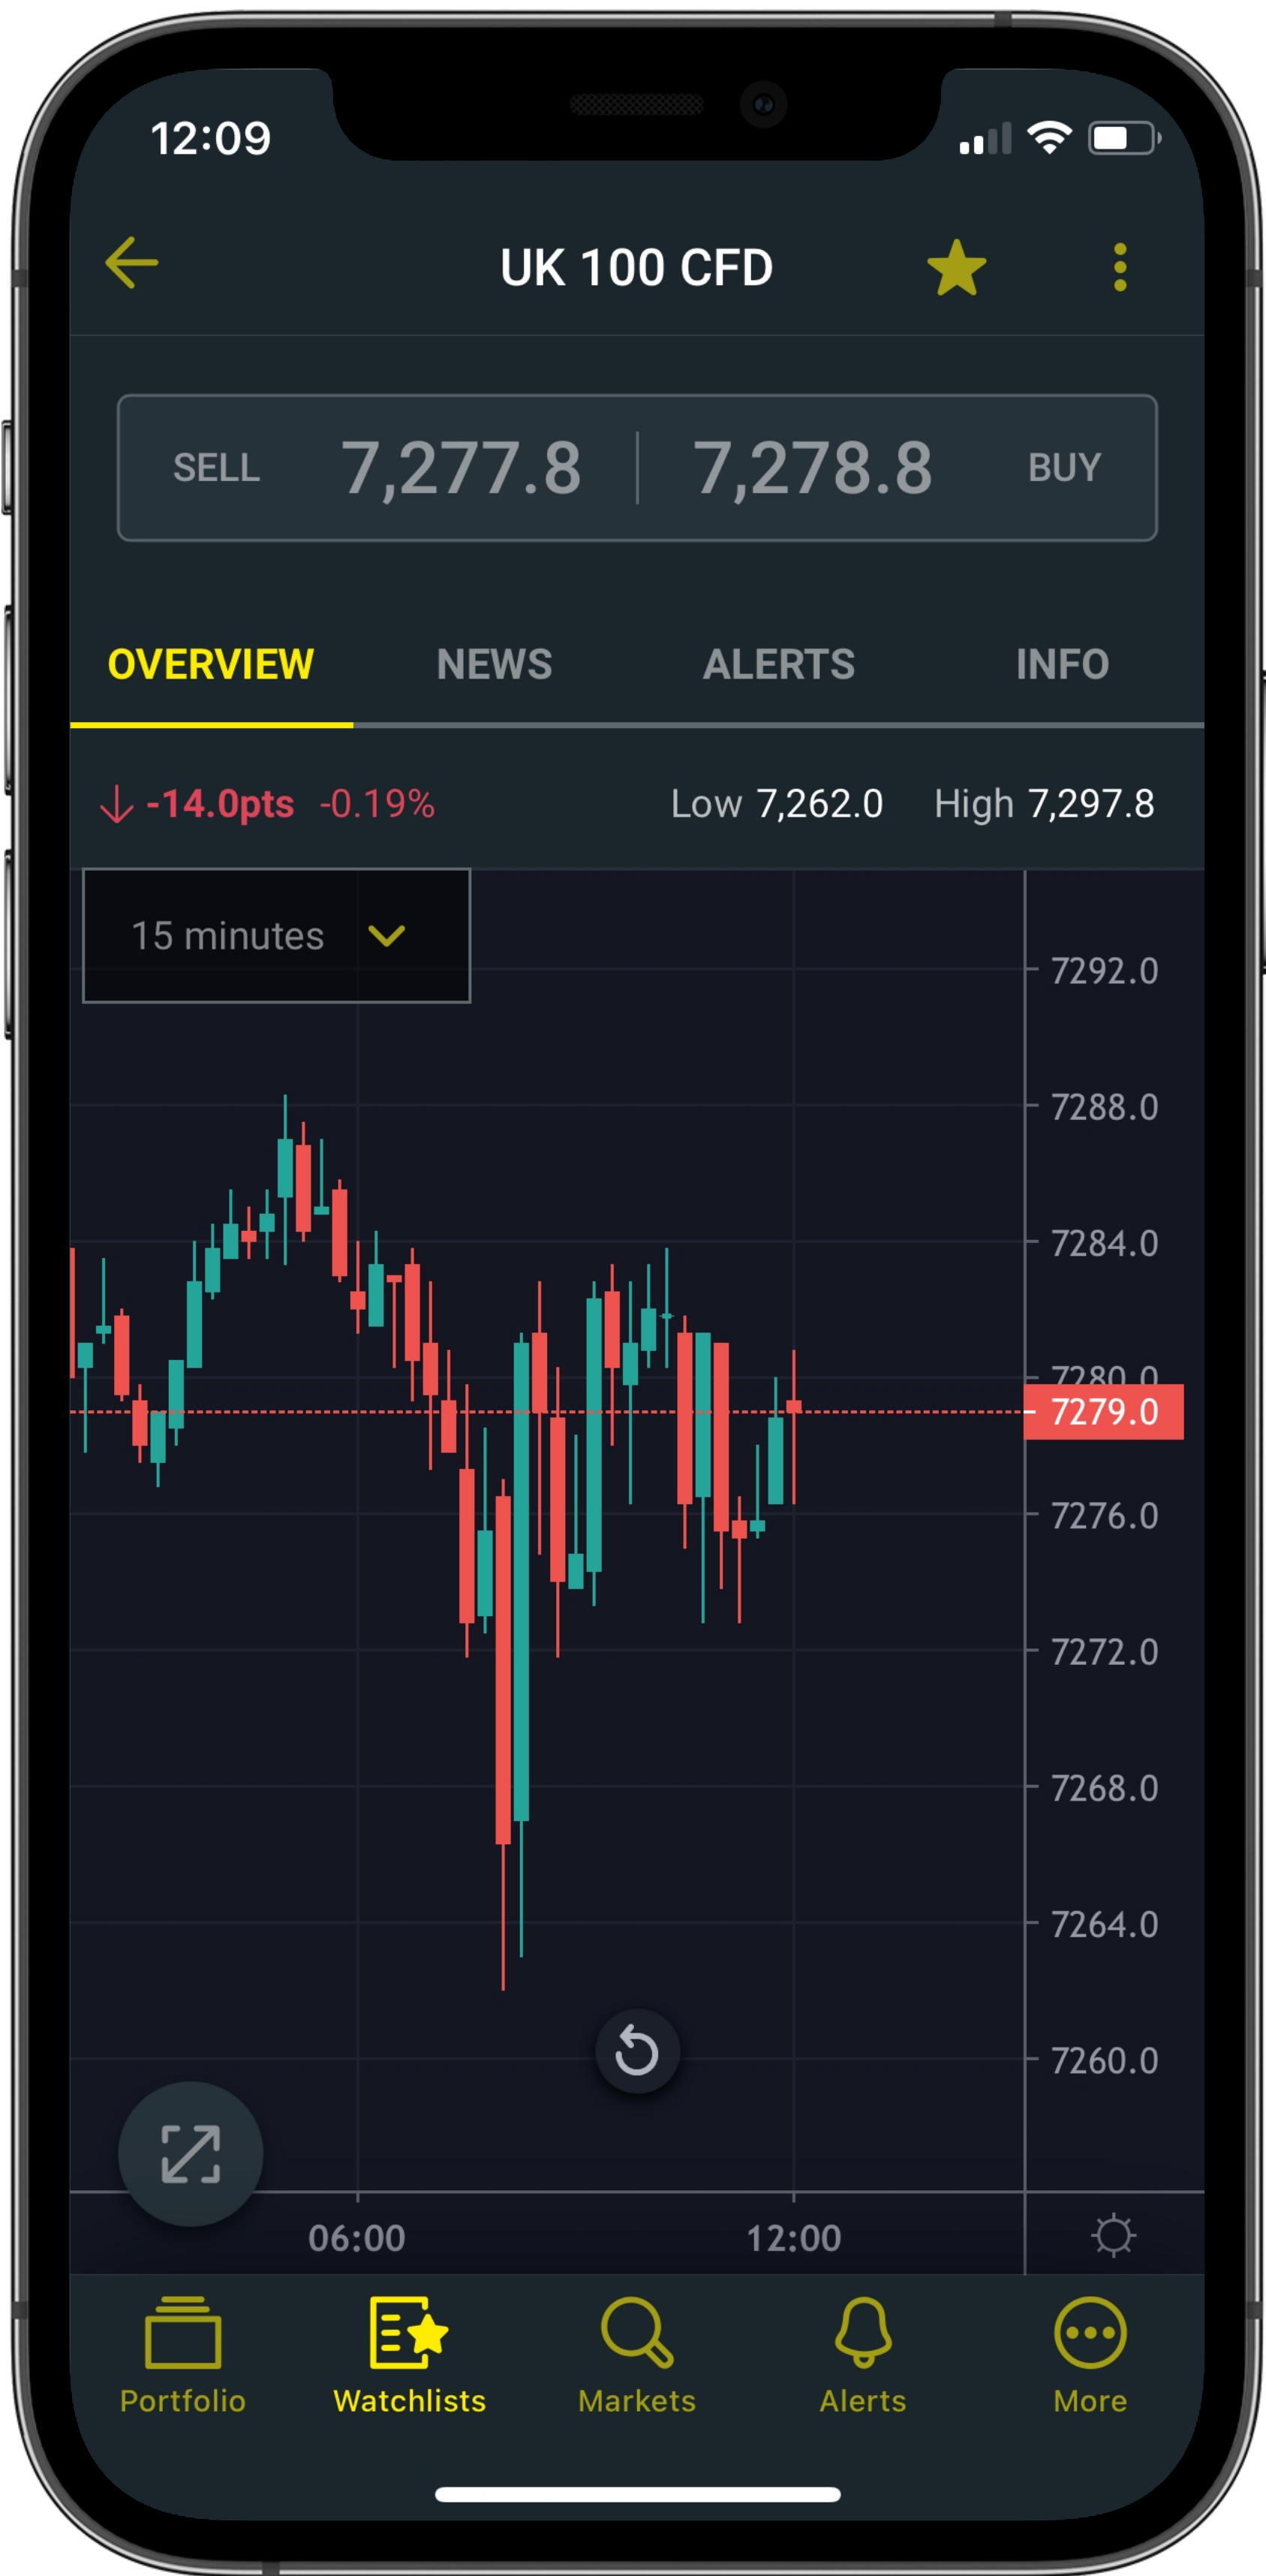 12:09
UK 100 CFD
SELL 7,277.8 7,278.8 BUY
OVERVIEW NEWS ALERTS INFO
-14.0pts -0.19% Low 7,262.0 High 7,297.8
15 minutes
7292.0
7288.0
7284.0
7280.0
7279.0
7276.0
7272.0
7268.0
7264.0
7260.0
06:00 12:00
Portfolio Watchlists Markets Alerts More